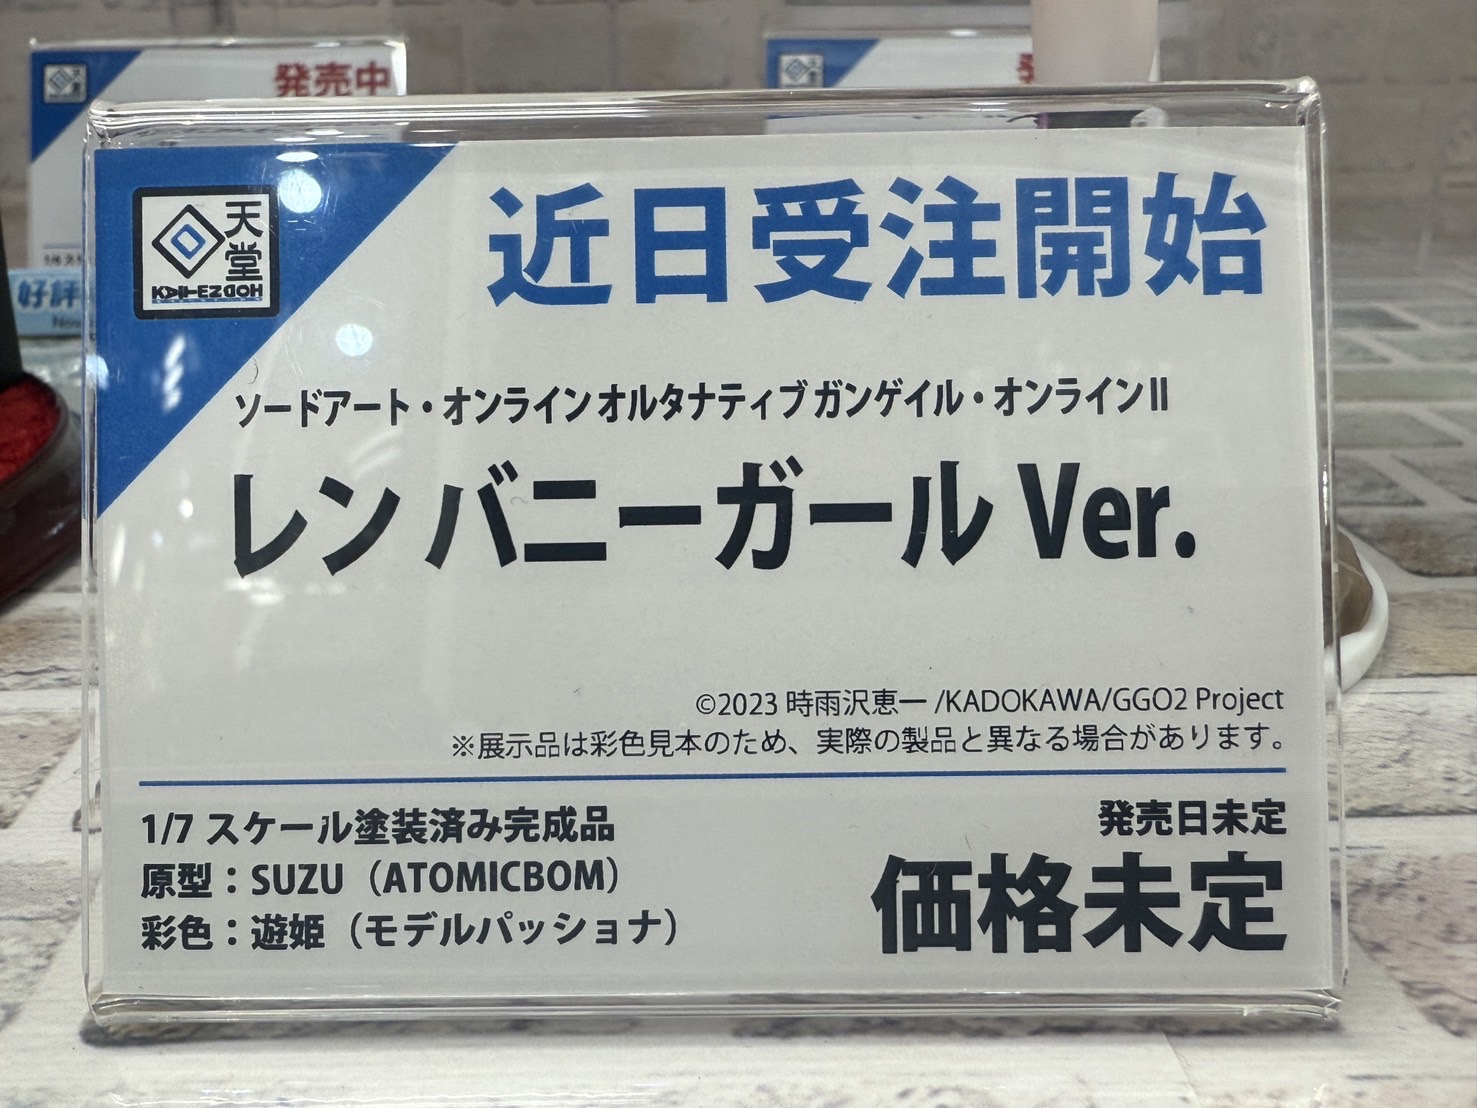 発売中
天堂
近日受注開始
ソードアート・オンライン オルタナティブ ガンゲイル・オンラインⅡ
レン バニーガール Ver.
©2023 時雨沢恵一 /KADOKAWA/GGO2 Project
※展示品は彩色見本のため、実際の製品と異なる場合があります。
1/7 スケール塗装済み完成品
原型：SUZU（ATOMICBOM）
彩色：遊姫（モデルパッショナ）
発売日未定
価格未定
好評